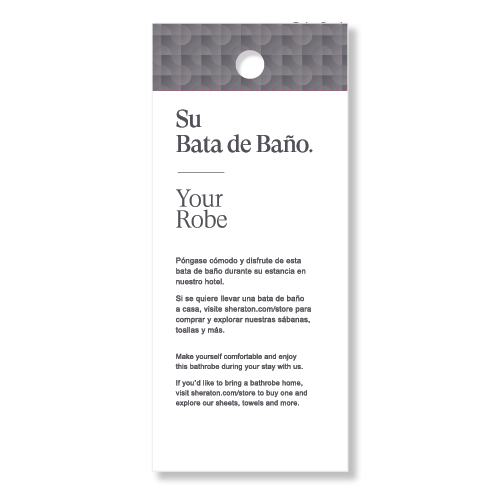 Su
Bata de Baño.
Your
Robe
Póngase cómodo y disfrute de esta
bata de baño durante su estancia en
nuestro hotel.
Si se quiere llevar una bata de baño
a casa, visite sheraton.com/store para
comprar y explorar nuestras sábanas,
toallas y más.
Make yourself comfortable and enjoy
this bathrobe during your stay with us.
If you'd like to bring a bathrobe home,
visit sheraton.com/store to buy one and
explore our sheets, towels and more.